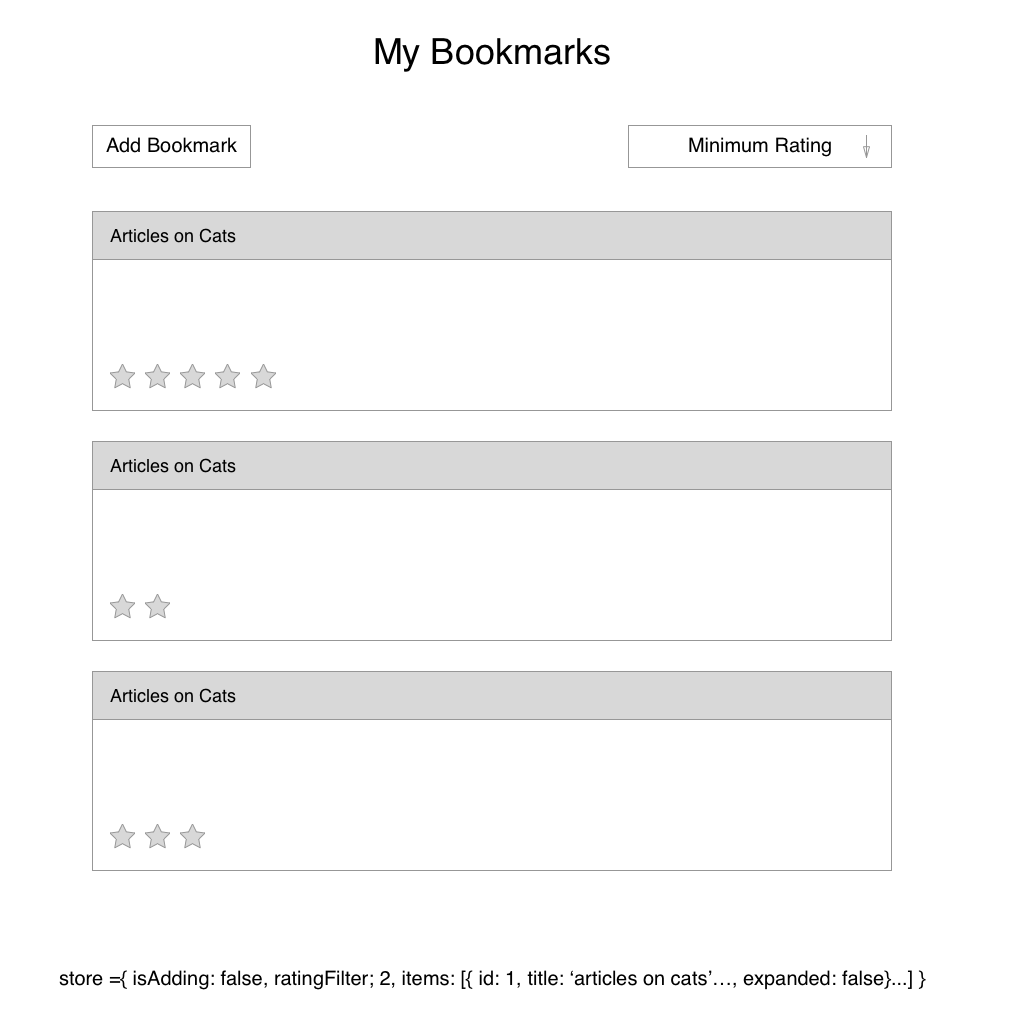 My Bookmarks
Add Bookmark
Minimum Rating
Articles on Cats
Articles on Cats
Articles on Cats
store ={ isAdding: false, ratingFilter; 2, items: [{ id: 1, title: ‘articles on cats’…, expanded: false}...] }